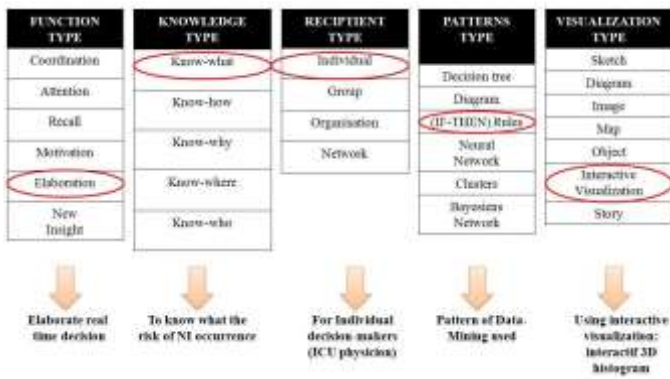 FUNCTION
TYPE
Coordination
Attention
Recall
Motivation
Elaboration
New
Insight
Elaborate real
time decision
KNOWLEDGE
TYPE
Know-what
Know-how
Know-why
Know-where
Know-who
To know what the
risk of NI occurrence
RECIPTIENT
TYPE
Individual
Group
Organisation
Network
For Individual
decision-makers
(ICU physicion)
PATTERNS
TYPE
Decision tree
Diagram
(IF-THEN) Rules
Neural
Network
Clusters
Bayesiens
Network
Pattern of Data-
Mining used
VISUALIZATION
TYPE
Sketch
Diagram
Image
Map
Object
Interactive
Visualization
Story
Using interactive
visualization:
interactif 3D
histogram